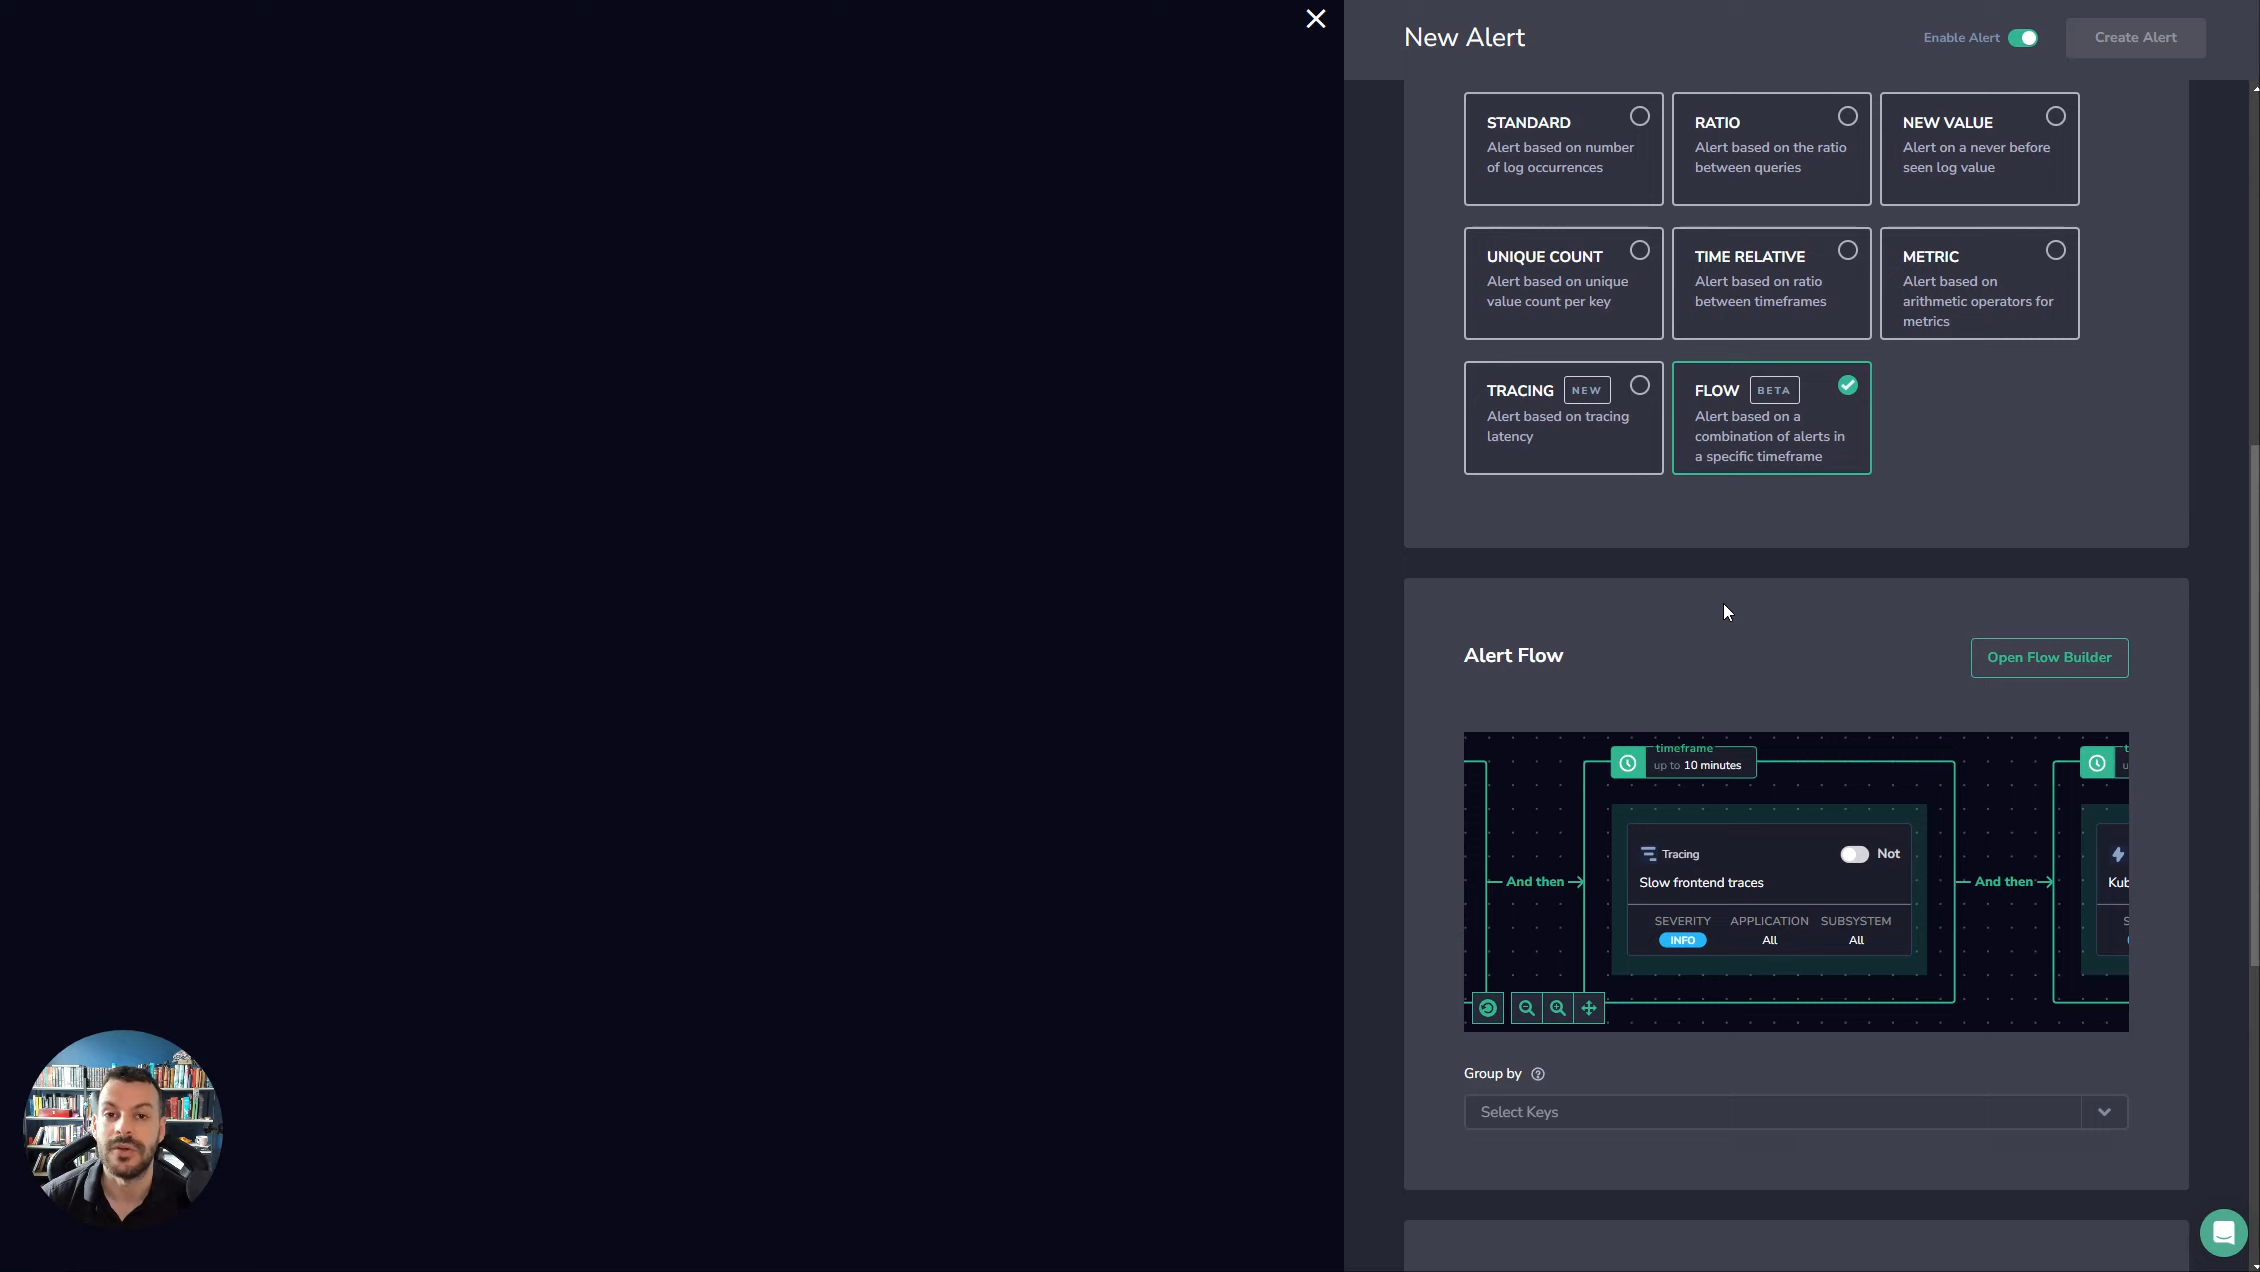 New Alert
Enable Alert
Create Alert
STANDARD
Alert based on number
of log occurrences
RATIO
Alert based on the ratio
between queries
NEW VALUE
Alert on a never before
seen log value
UNIQUE COUNT
Alert based on unique
value count per key
TIME RELATIVE
Alert based on ratio
between timeframes
METRIC
Alert based on
arithmetic operators for
metrics
TRACING NEW
Alert based on tracing
latency
FLOW BETA
Alert based on a
combination of alerts in
a specific timeframe
Alert Flow
Open Flow Builder
timeframe
up to 10 minutes
Tracing
Not
Slow frontend traces
And then
And then
Kub
SEVERITY APPLICATION SUBSYSTEM
INFO All All
Group by
Select Keys